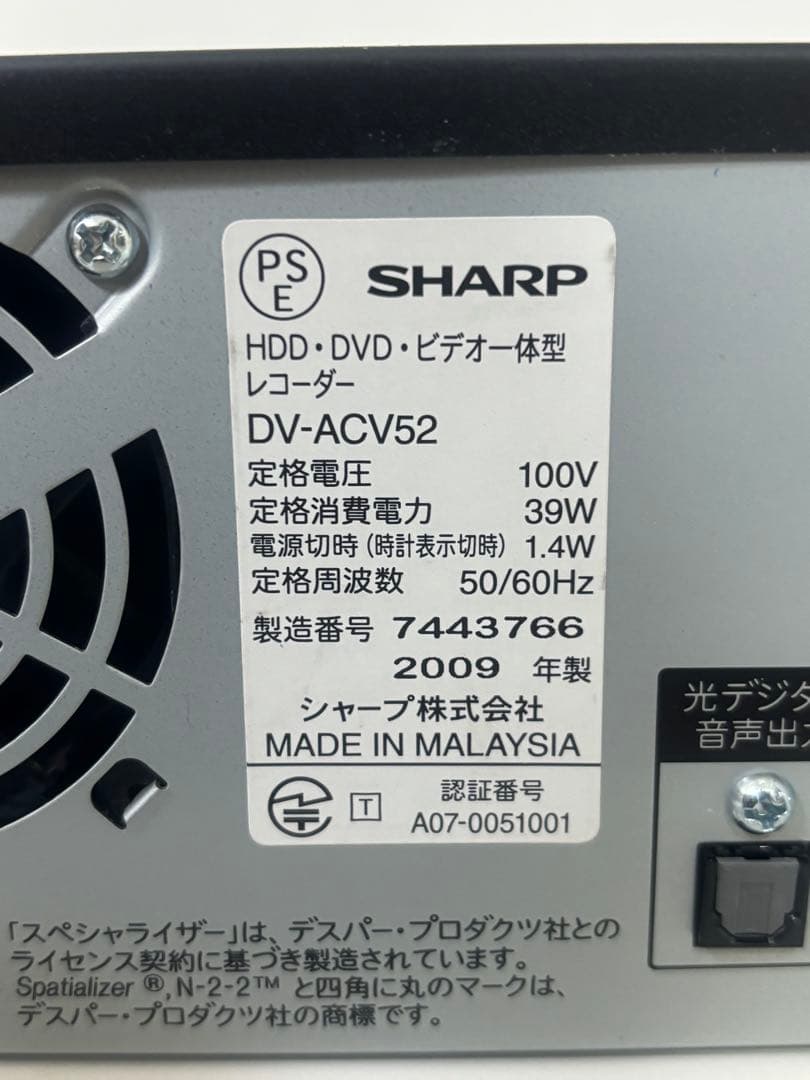 PSE
SHARP
HDD・DVD・ビデオ一体型
レコーダー
DV-ACV52
定格電圧 100V
定格消費電力 39W
電源切時（時計表示切時） 1.4W
定格周波数 50/60Hz
製造番号 7443766
2009 年製
シャープ株式会社
MADE IN MALAYSIA
T
認証番号
A07-0051001
光デジタ
音声出
「スペシャライザー」は、デスパー・プロダクツ社との
ライセンス契約に基づき製造されています。
Spatializer ®, N-2-2™ と四角に丸のマークは、
デスパー・プロダクツ社の商標です。